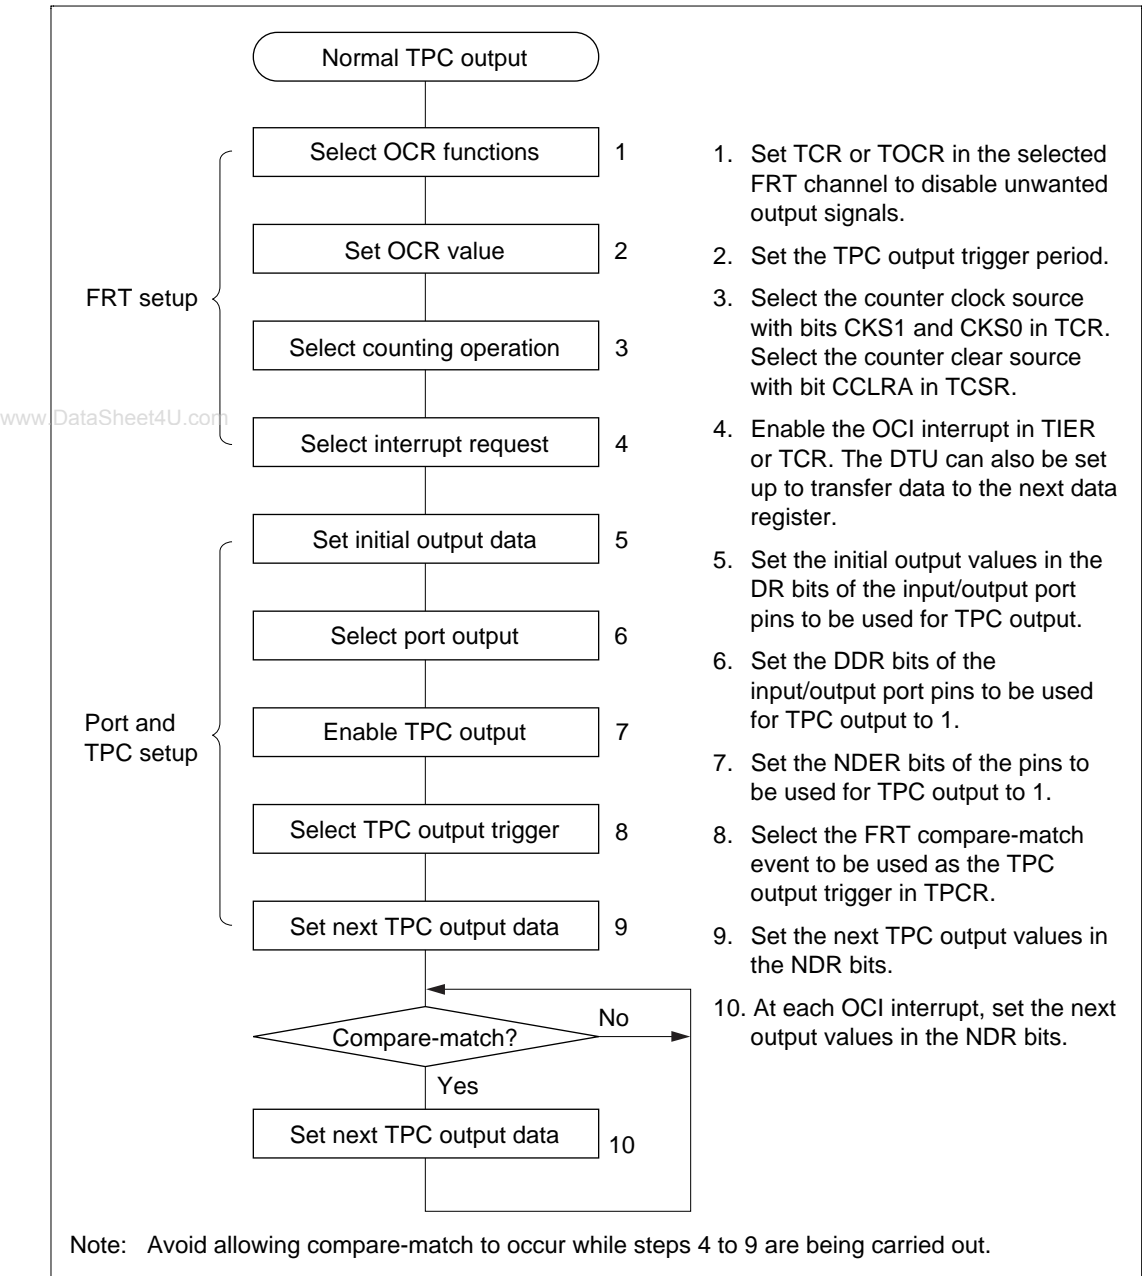 Normal TPC output
Select OCR functions 1
Set OCR value 2
FRT setup
Select counting operation 3
www.DataSheet4U.com
Select interrupt request 4
Set initial output data 5
Select port output 6
Port and
TPC setup
Enable TPC output 7
Select TPC output trigger 8
Set next TPC output data 9
Compare-match?
No
Yes
Set next TPC output data 10
1. Set TCR or TOCR in the selected
FRT channel to disable unwanted
output signals.
2. Set the TPC output trigger period.
3. Select the counter clock source
with bits CKS1 and CKS0 in TCR.
Select the counter clear source
with bit CCLRA in TCSR.
4. Enable the OCI interrupt in TIER
or TCR. The DTU can also be set
up to transfer data to the next data
register.
5. Set the initial output values in the
DR bits of the input/output port
pins to be used for TPC output.
6. Set the DDR bits of the
input/output port pins to be used
for TPC output to 1.
7. Set the NDER bits of the pins to
be used for TPC output to 1.
8. Select the FRT compare-match
event to be used as the TPC
output trigger in TPCR.
9. Set the next TPC output values in
the NDR bits.
10. At each OCI interrupt, set the next
output values in the NDR bits.
Note: Avoid allowing compare-match to occur while steps 4 to 9 are being carried out.